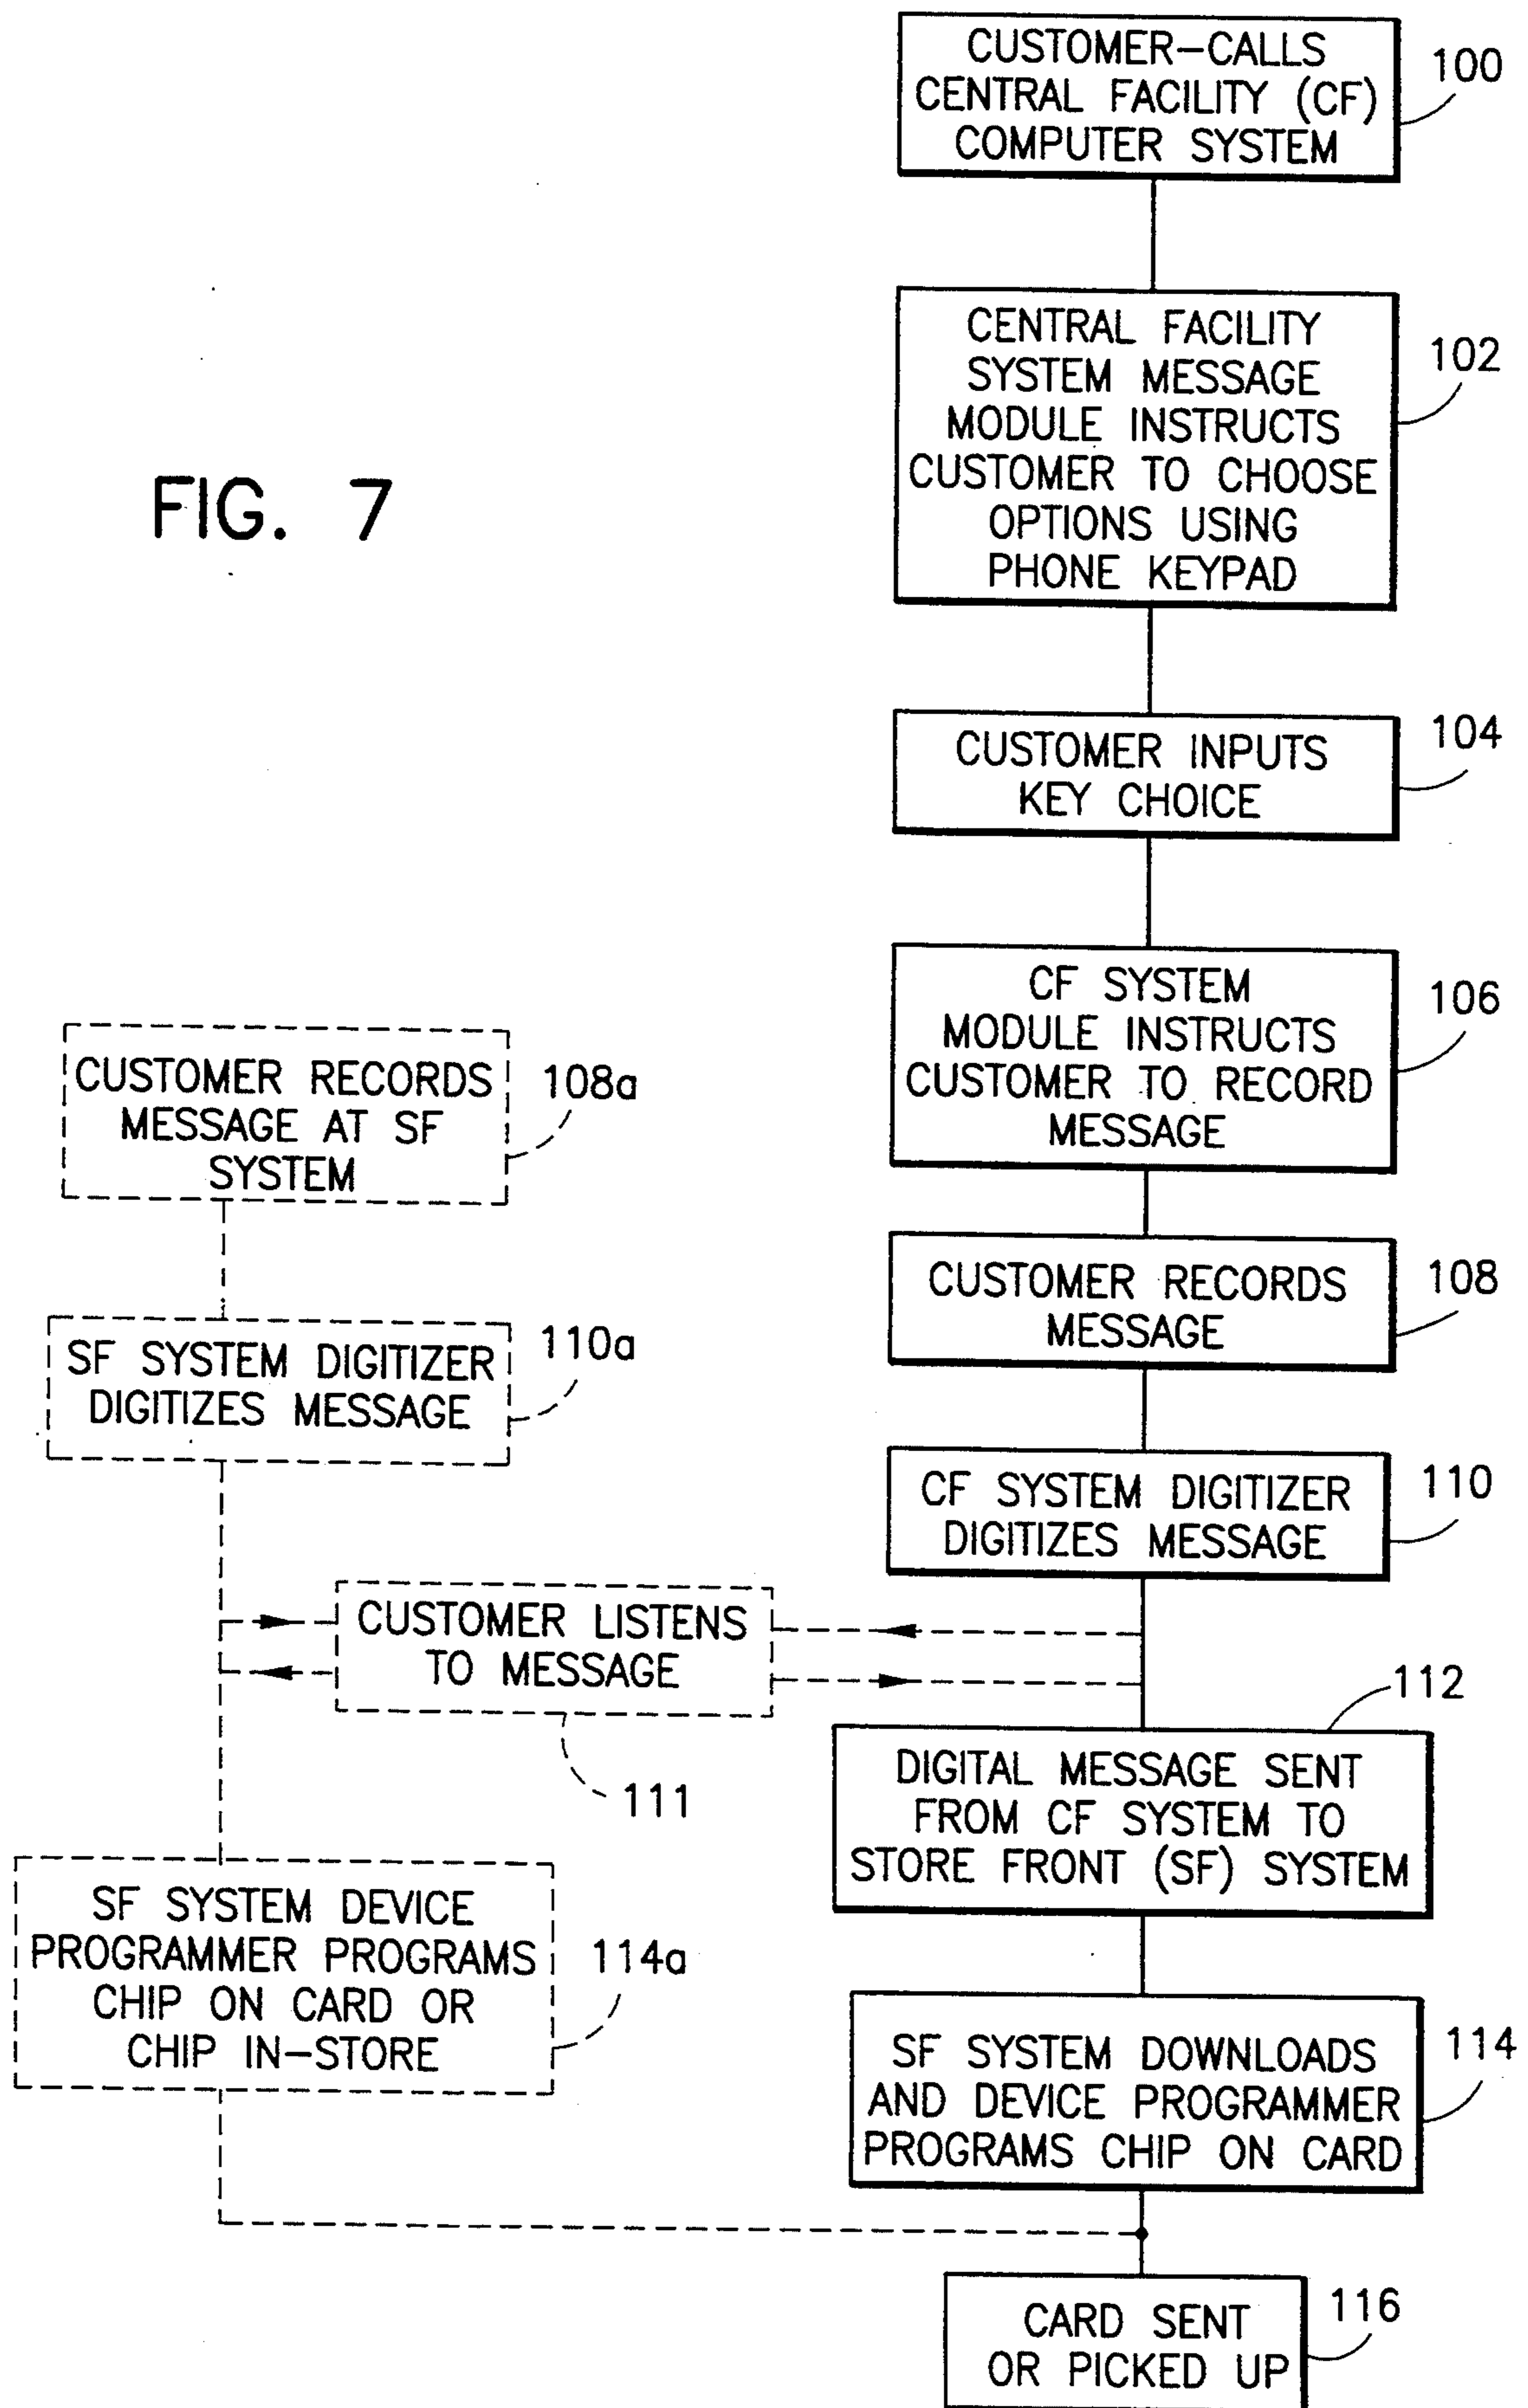 CUSTOMER-CALLS
CENTRAL FACILITY (CF)
COMPUTER SYSTEM
100
CENTRAL FACILITY
SYSTEM MESSAGE
MODULE INSTRUCTS
CUSTOMER TO CHOOSE
OPTIONS USING
PHONE KEYPAD
102
FIG. 7
CUSTOMER INPUTS
KEY CHOICE
104
CF SYSTEM
MODULE INSTRUCTS
CUSTOMER TO RECORD
MESSAGE
106
CUSTOMER RECORDS
MESSAGE AT SF
SYSTEM
108a
CUSTOMER RECORDS
MESSAGE
108
SF SYSTEM DIGITIZER
DIGITIZES MESSAGE
110a
CF SYSTEM DIGITIZER
DIGITIZES MESSAGE
110
CUSTOMER LISTENS
TO MESSAGE
111
112
DIGITAL MESSAGE SENT
FROM CF SYSTEM TO
STORE FRONT (SF) SYSTEM
SF SYSTEM DEVICE
PROGRAMMER PROGRAMS
CHIP ON CARD OR
CHIP IN-STORE
114a
SF SYSTEM DOWNLOADS
AND DEVICE PROGRAMMER
PROGRAMS CHIP ON CARD
114
CARD SENT
OR PICKED UP
116